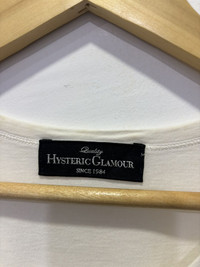 Quality
HYSTERIC GLAMOUR
SINCE 1984